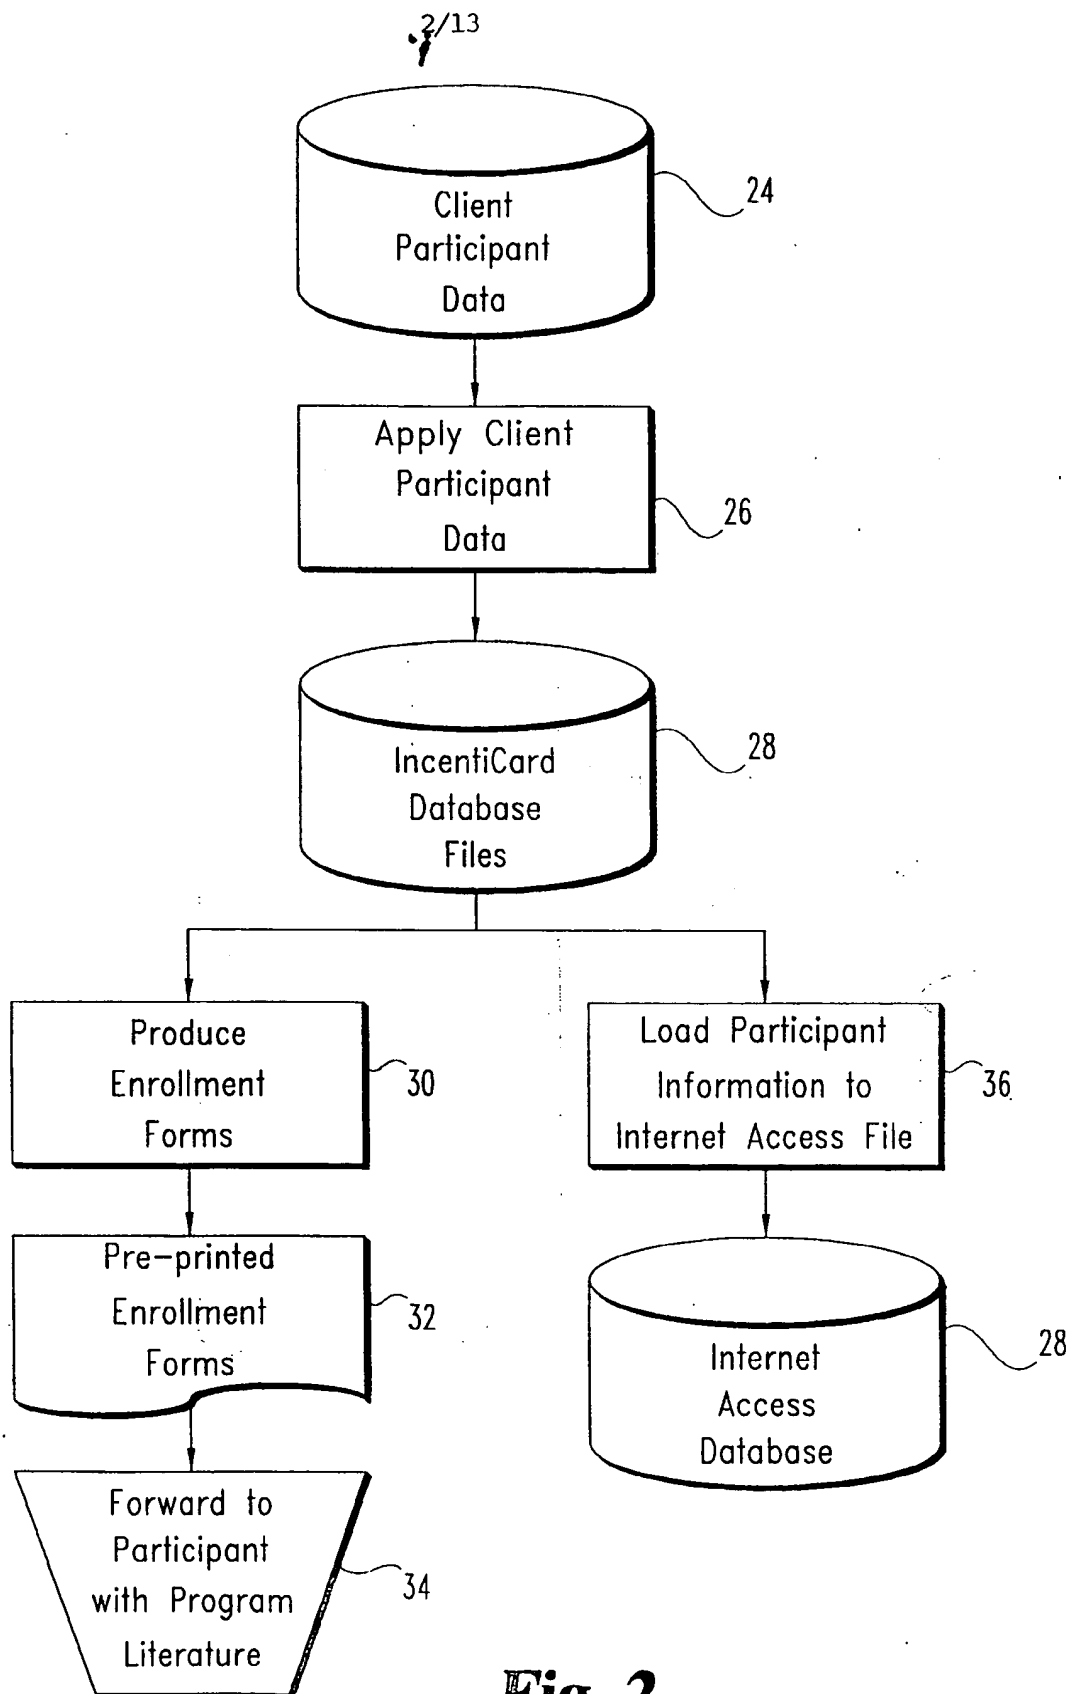 2/13
Client
Participant
Data
24
Apply Client
Participant
Data
26
IncentiCard
Database
Files
28
Produce
Enrollment
Forms
30
Load Participant
Information to
Internet Access File
36
Pre-printed
Enrollment
Forms
32
Internet
Access
Database
28
Forward to
Participant
with Program
Literature
34
Fig. 2